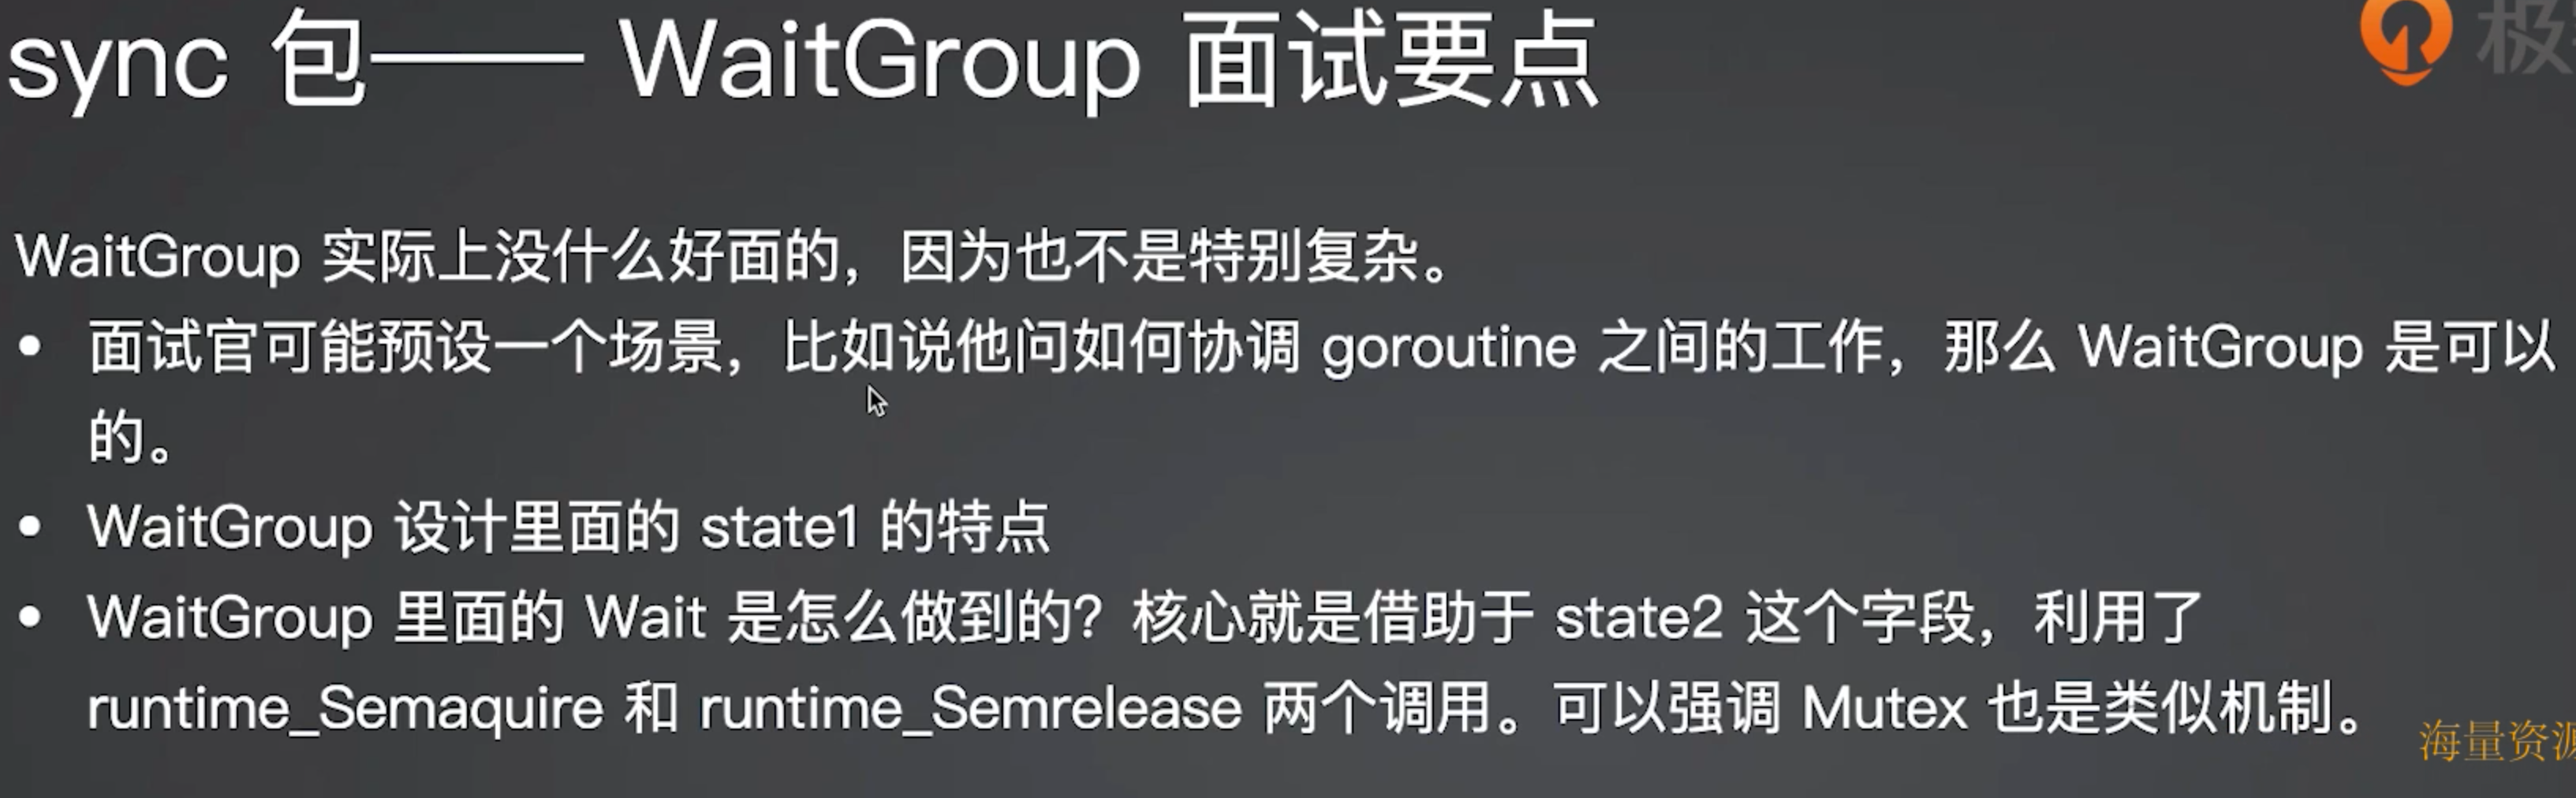 sync 包—— WaitGroup 面试要点
极
WaitGroup 实际上没什么好面的，因为也不是特别复杂。
• 面试官可能预设一个场景，比如说他问如何协调 goroutine 之间的工作，那么 WaitGroup 是可以
的。
• WaitGroup 设计里面的 state1 的特点
• WaitGroup 里面的 Wait 是怎么做到的？核心就是借助于 state2 这个字段，利用了
runtime_Semaquire 和 runtime_Semrelease 两个调用。可以强调 Mutex 也是类似机制。
海量资源